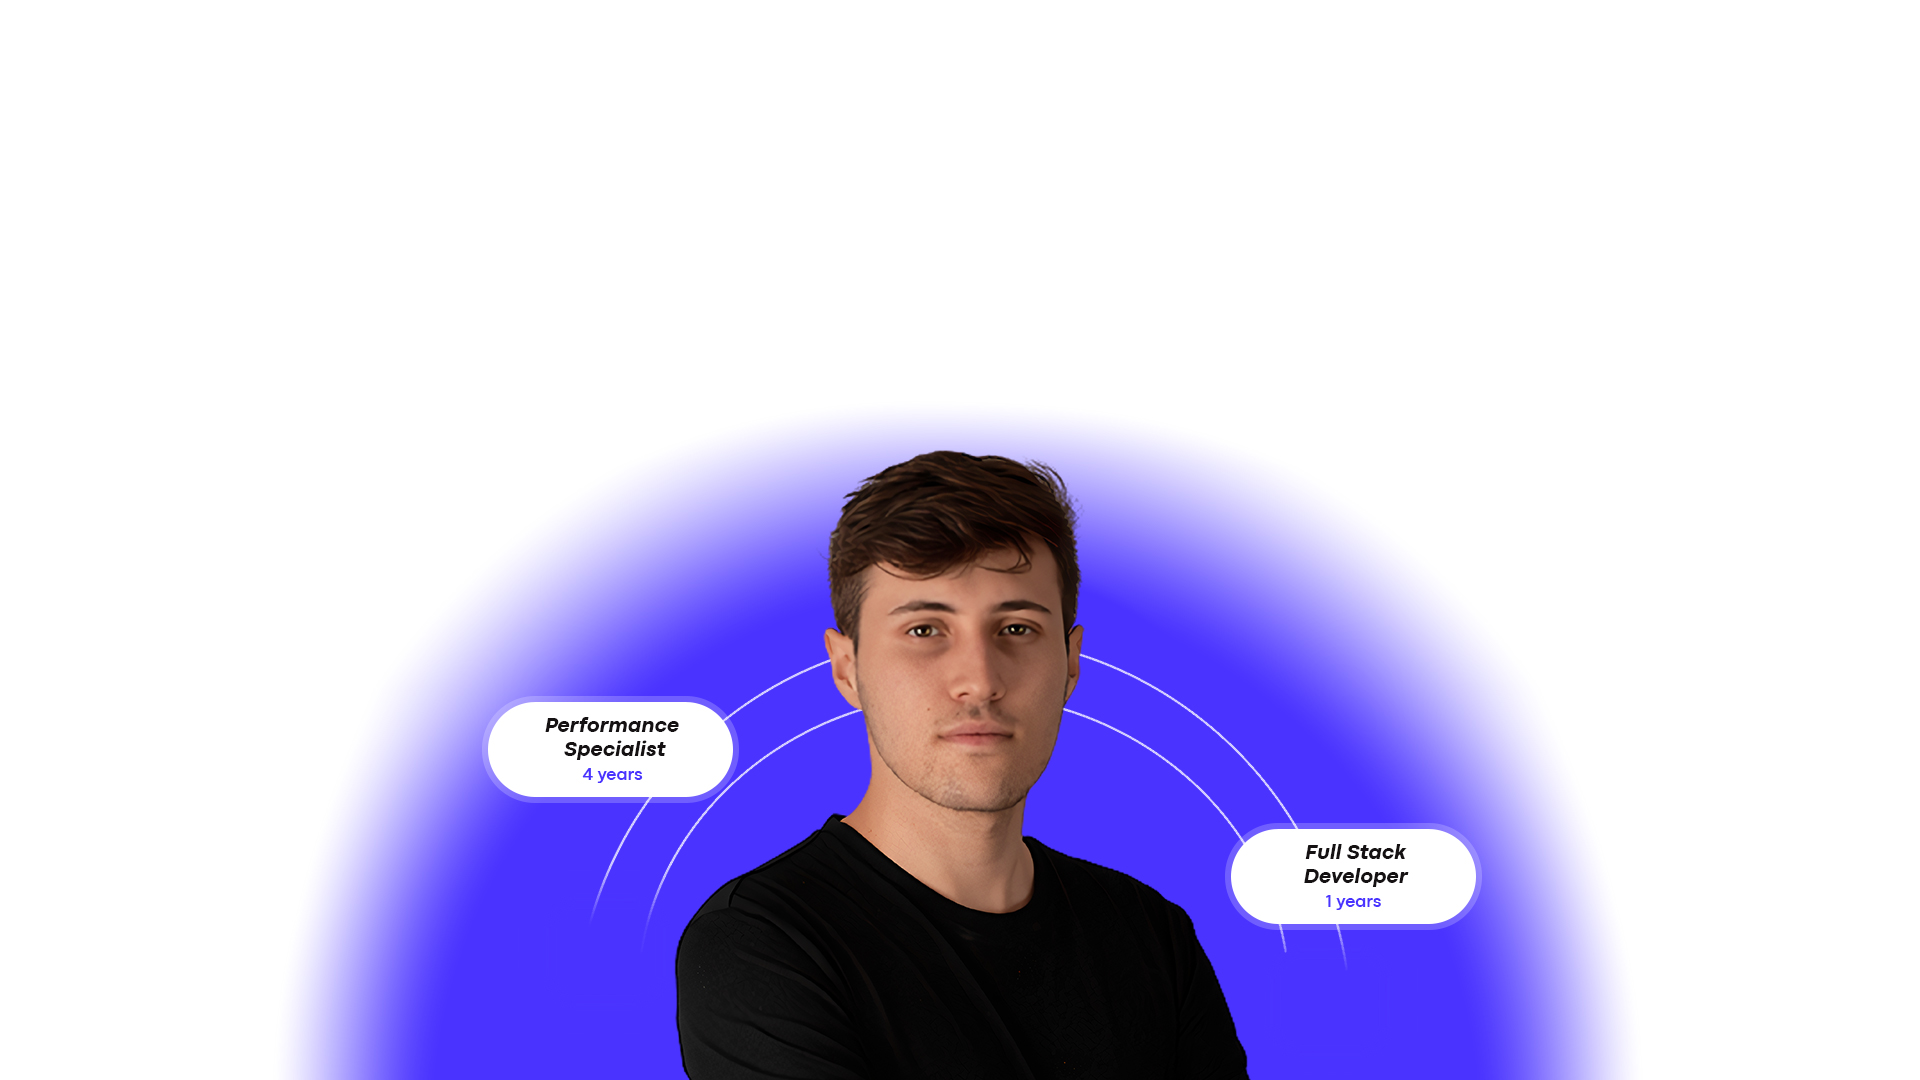 Performance
Specialist
4 years
Full Stack
Developer
1 years